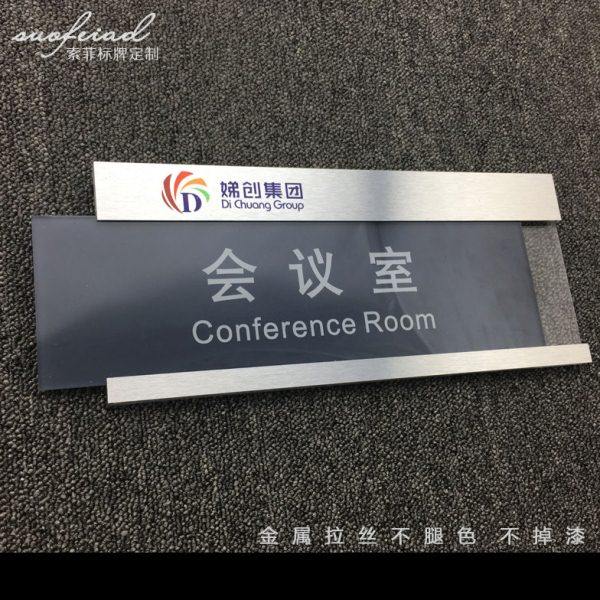 suofeiad
索菲标牌定制
D
娣创集团
Di Chuang Group
会议室
Conference Room
金属拉丝不腿色 不掉漆